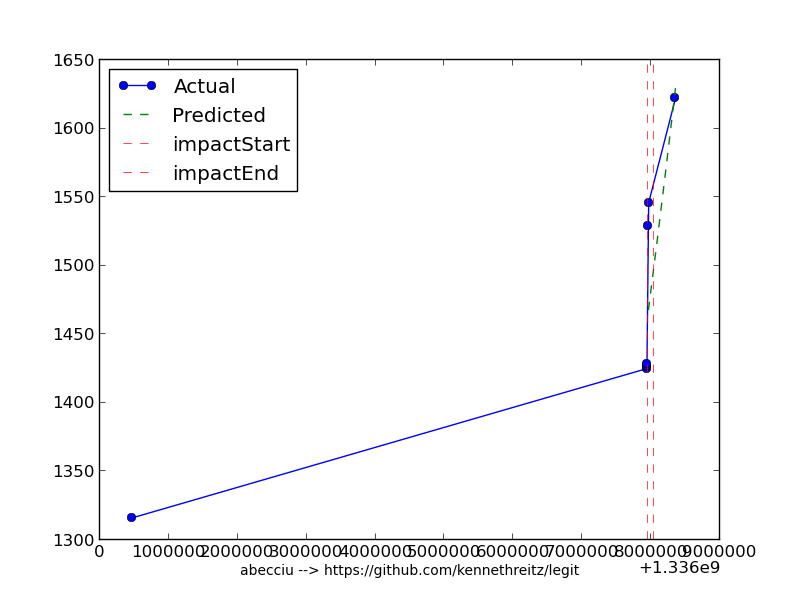 1650
Actual
Predicted
impactStart
impactEnd
1600
1550
1500
1450
1400
1350
1300
0 1000000 2000000 3000000 4000000 5000000 6000000 7000000 8000000 9000000
+1.336e9
abecciu --> https://github.com/kennethreitz/legit